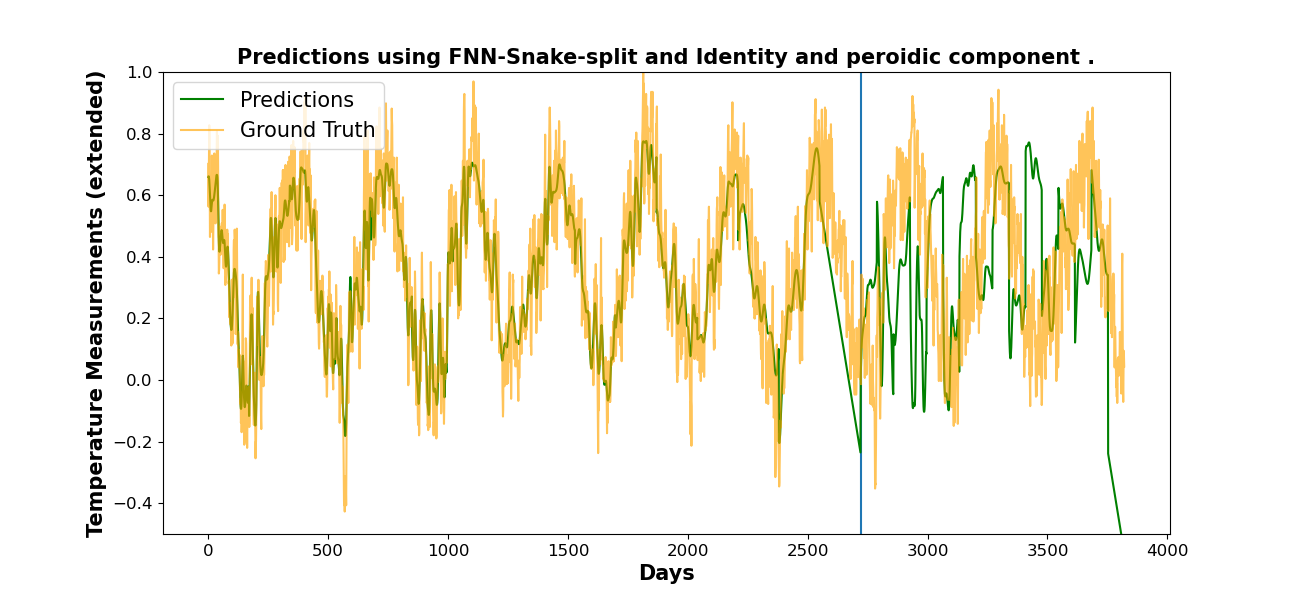 Predictions using FNN-Snake-split and Identity and peroidic component .
Temperature Measurements (extended)
1.0
0.8
0.6
0.4
0.2
0.0
−0.2
−0.4
Predictions
Ground Truth
0 500 1000 1500 2000 2500 3000 3500 4000
Days